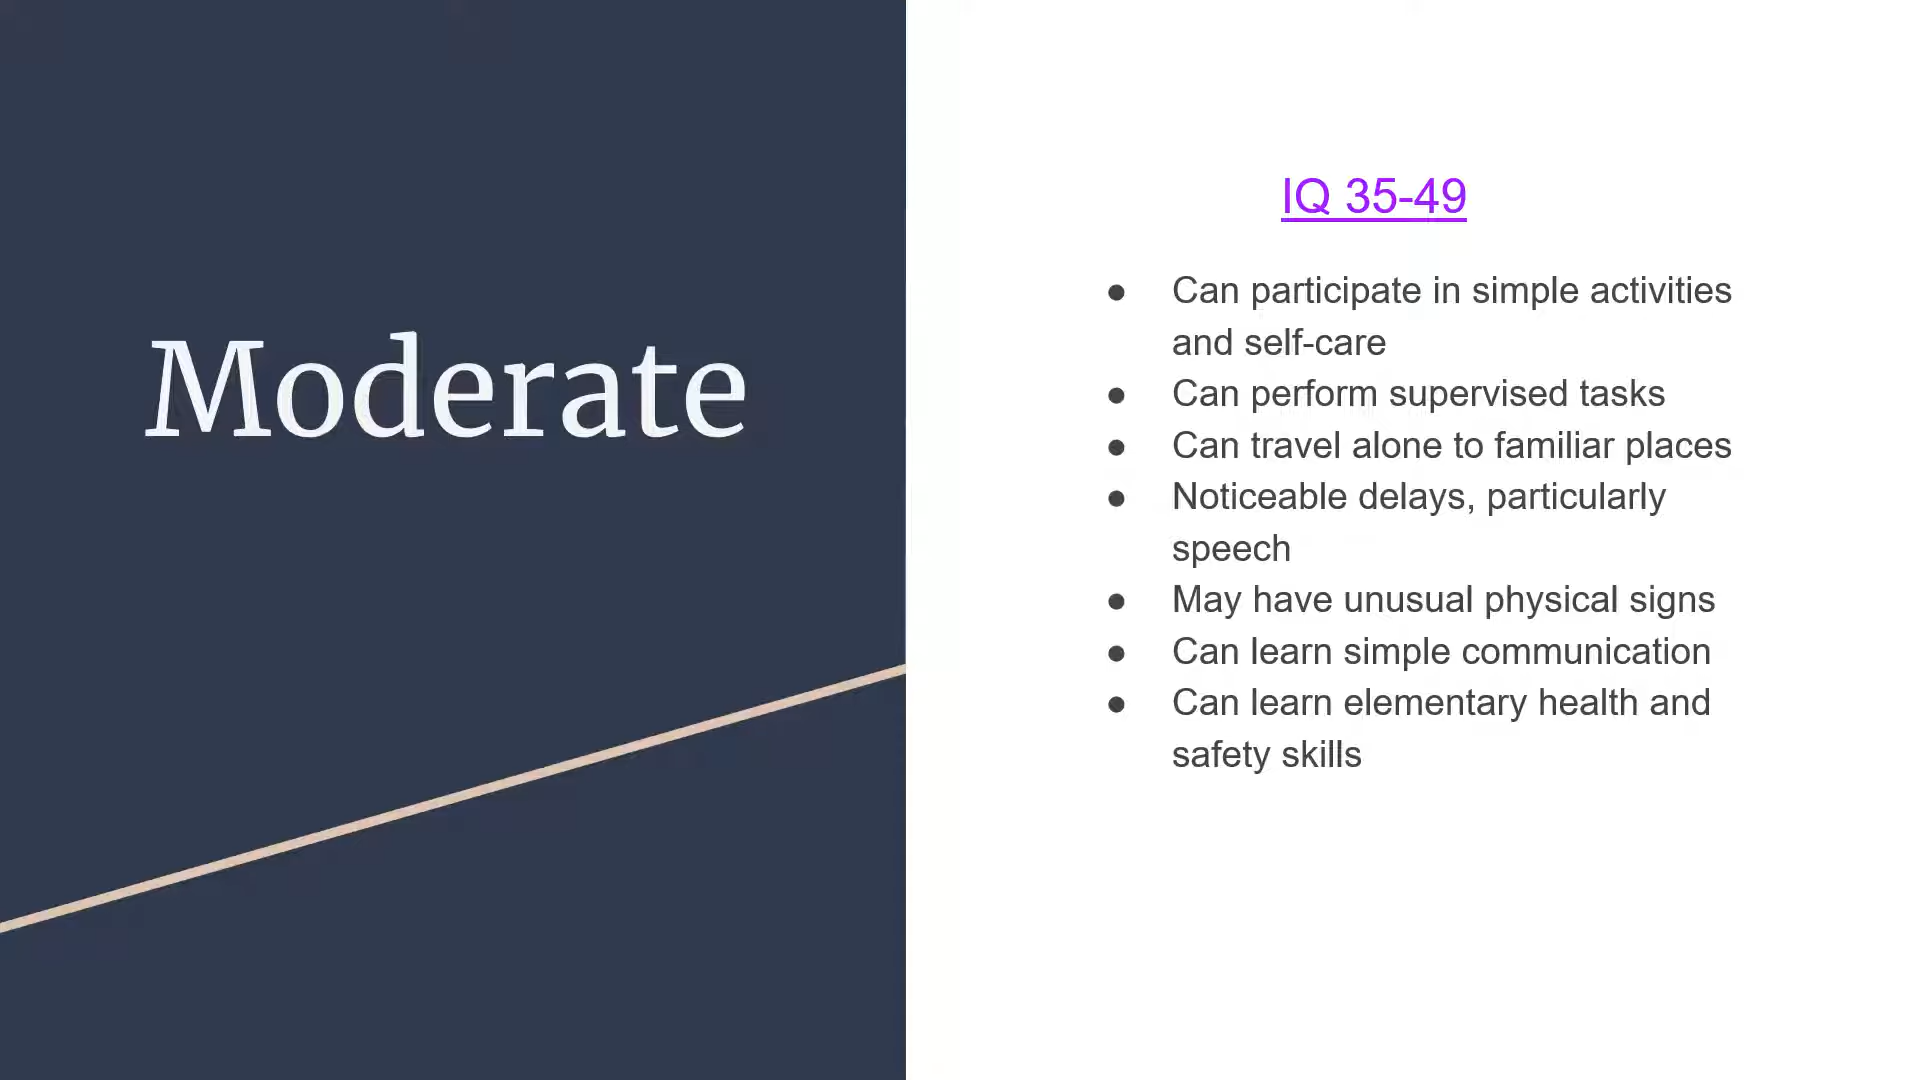 Moderate
IQ 35-49
● Can participate in simple activities
and self-care
● Can perform supervised tasks
● Can travel alone to familiar places
● Noticeable delays, particularly
speech
● May have unusual physical signs
● Can learn simple communication
● Can learn elementary health and
safety skills